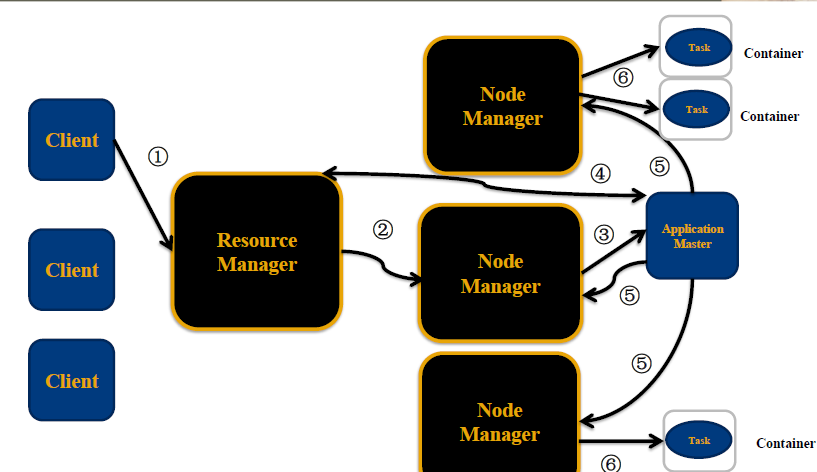 Task
Container
⑥
Node
Manager
Task
Container
Client
①
⑤
④
Application
Master
②
③
Resource
Manager
Node
Manager
Client
⑤
⑤
Client
Node
Manager
Task
Container
⑥